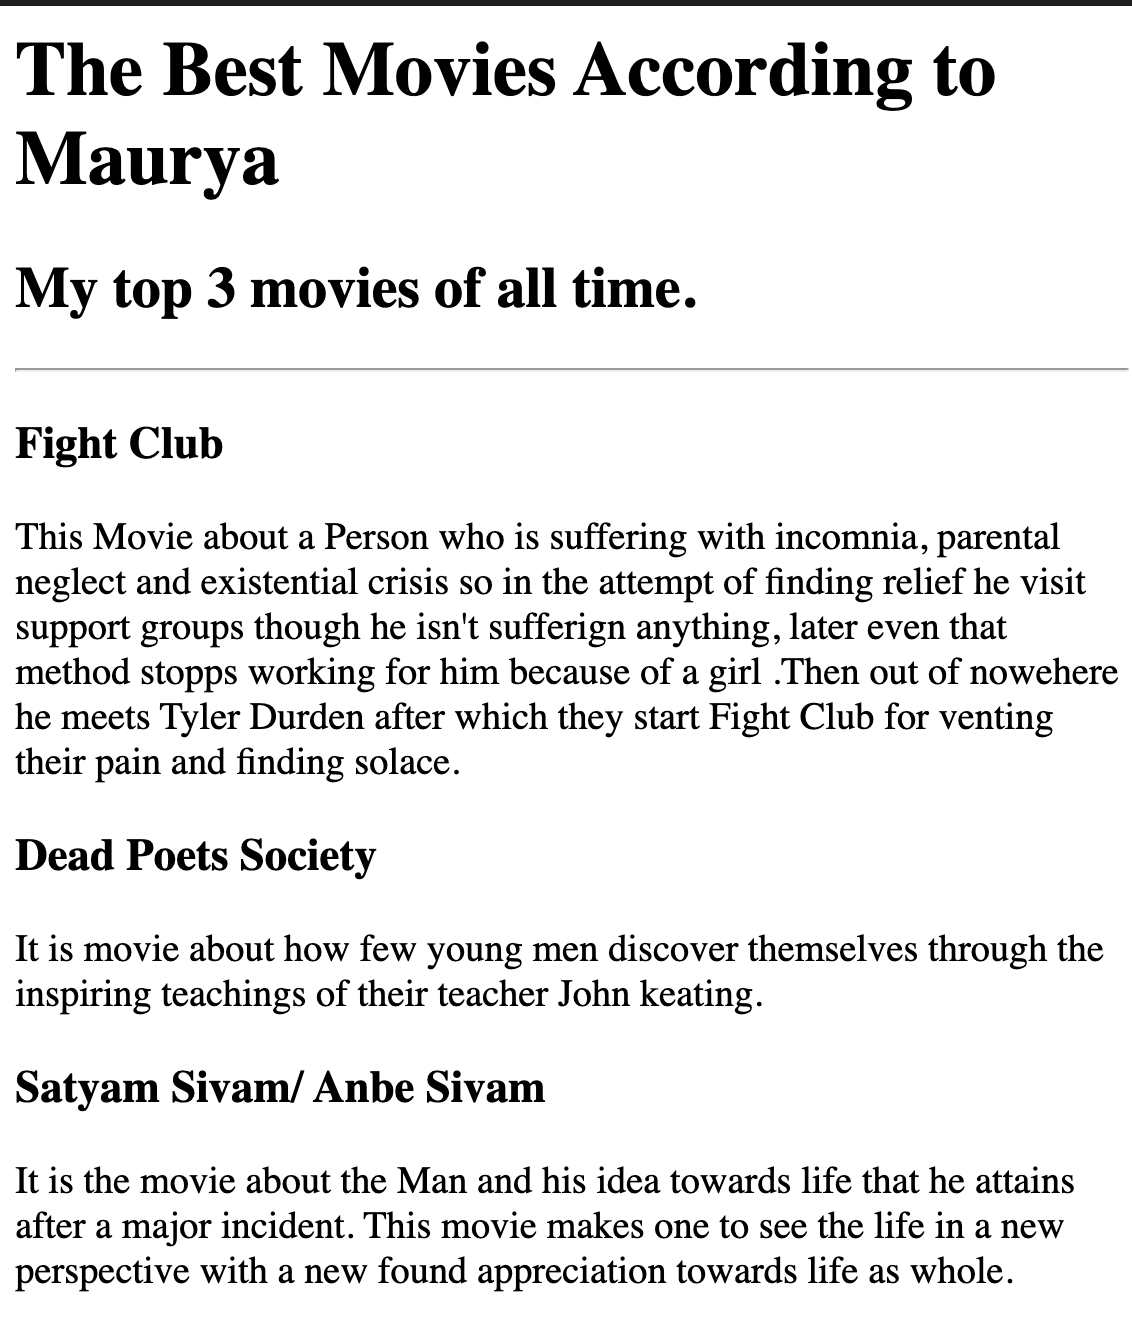 The Best Movies According to
Maurya
My top 3 movies of all time.
Fight Club
This Movie about a Person who is suffering with incomnia, parental
neglect and existential crisis so in the attempt of finding relief he visit
support groups though he isn't sufferign anything, later even that
method stopps working for him because of a girl .Then out of nowehere
he meets Tyler Durden after which they start Fight Club for venting
their pain and finding solace.
Dead Poets Society
It is movie about how few young men discover themselves through the
inspiring teachings of their teacher John keating.
Satyam Sivam/ Anbe Sivam
It is the movie about the Man and his idea towards life that he attains
after a major incident. This movie makes one to see the life in a new
perspective with a new found appreciation towards life as whole.